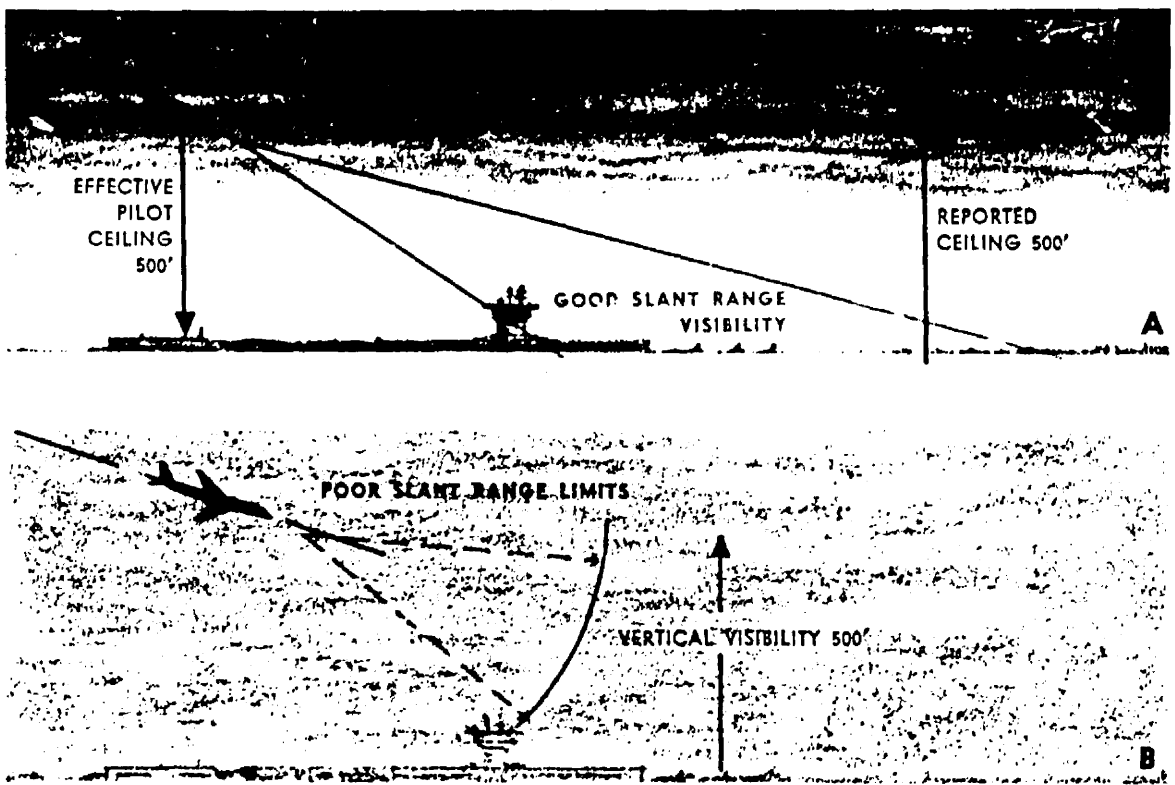 EFFECTIVE
PILOT
CEILING
500'
REPORTED
CEILING 500'
GOOD SLANT RANGE
VISIBILITY
A
POOR SLANT RANGE LIMITS
VERTICAL VISIBILITY 500'
B